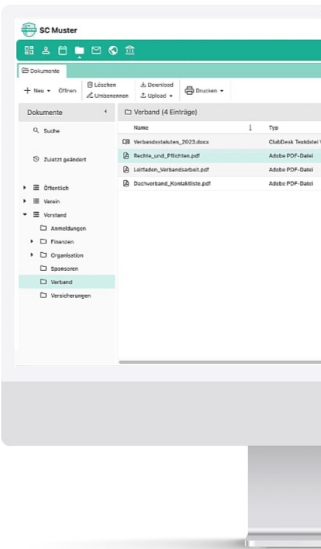 SC Muster
Dokumente
Neu Öffnen
Löschen
Umbenennen
Download
Upload
Drucken
Dokumente
Verband (4 Einträge)
Suche
Name Typ
Verbandsstatuten_2023.docx ClubDesk Textdatei
Zuletzt geändert
Rechte_und_Pflichten.pdf Adobe PDF-Datei
Leitfaden_Verbandsarbeit.pdf Adobe PDF-Datei
Dachverband_Kontaktliste.pdf Adobe PDF-Datei
Öffentlich
Verein
Vorstand
Anmeldungen
Finanzen
Organisation
Sponsoren
Verband
Versicherungen